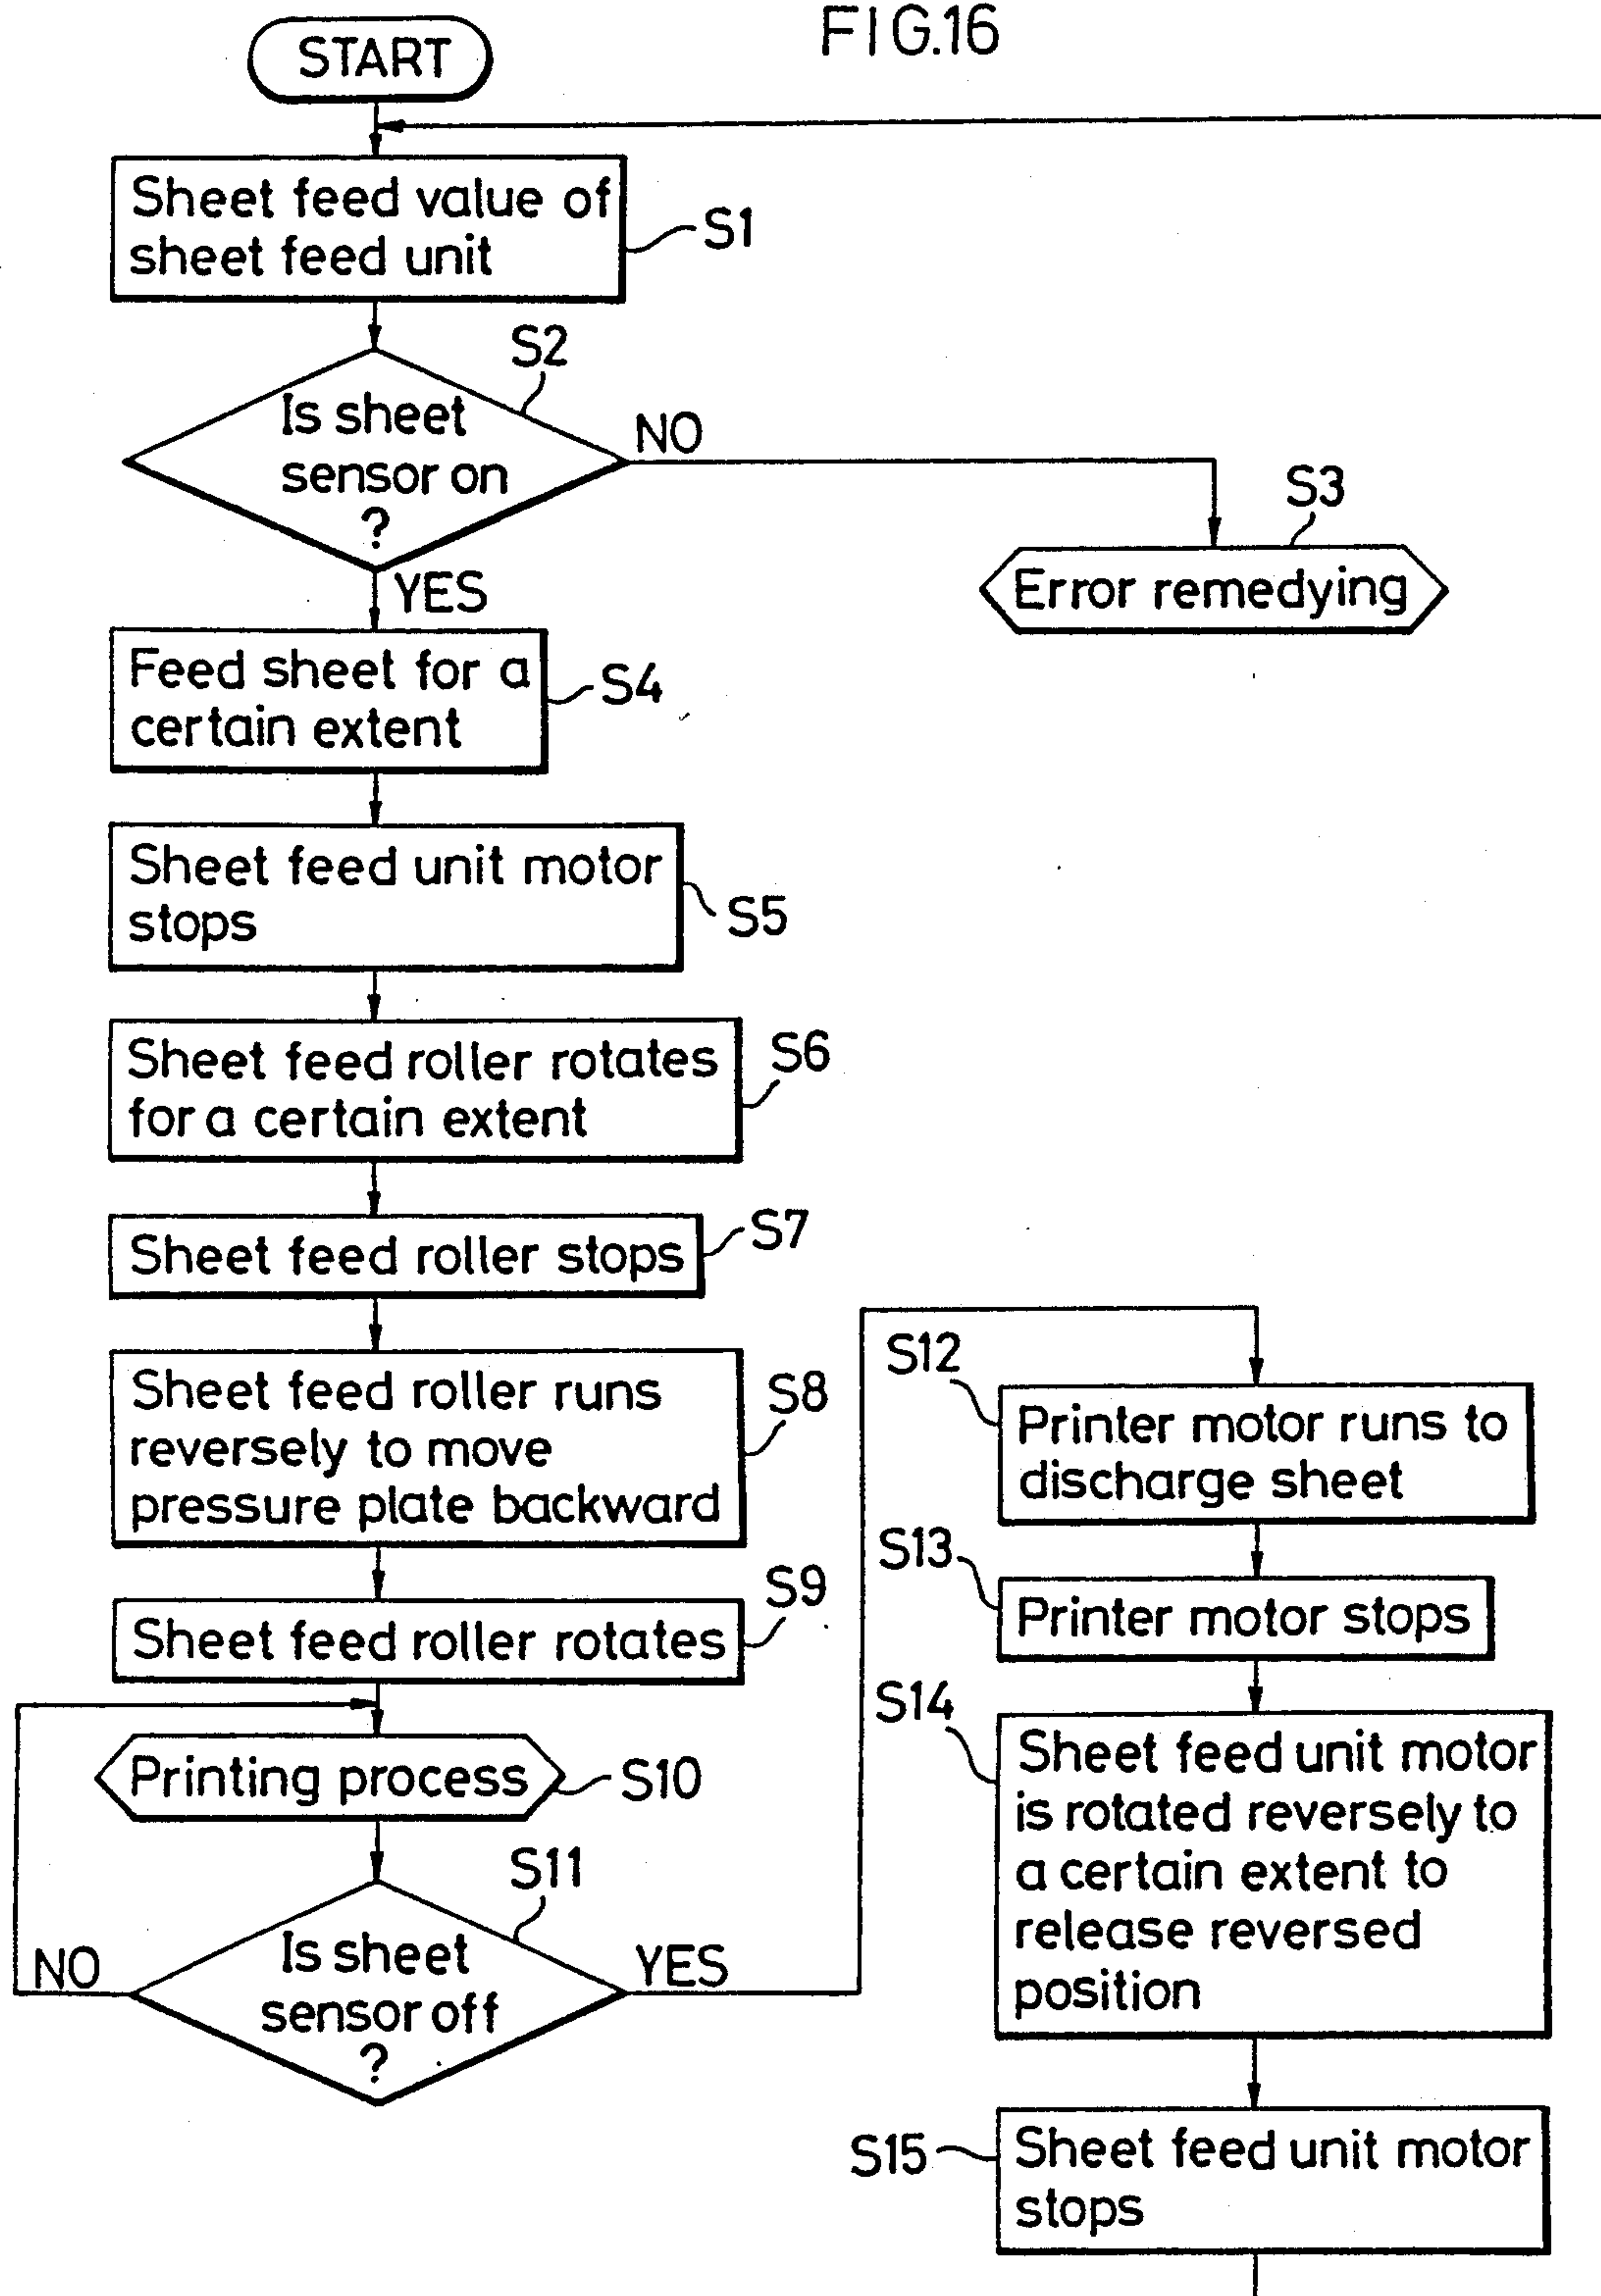 FIG.16
START
Sheet feed value of
sheet feed unit
S1
S2
Is sheet
sensor on
?
NO
YES
S3
Error remedying
Feed sheet for a
certain extent
S4
Sheet feed unit motor
stops
S5
Sheet feed roller rotates
for a certain extent
S6
Sheet feed roller stops
S7
Sheet feed roller runs
reversely to move
pressure plate backward
S8
Sheet feed roller rotates
S9
Printing process
S10
S11
Is sheet
sensor off
?
NO
YES
S12
Printer motor runs to
discharge sheet
S13
Printer motor stops
S14
Sheet feed unit motor
is rotated reversely to
a certain extent to
release reversed
position
S15
Sheet feed unit motor
stops